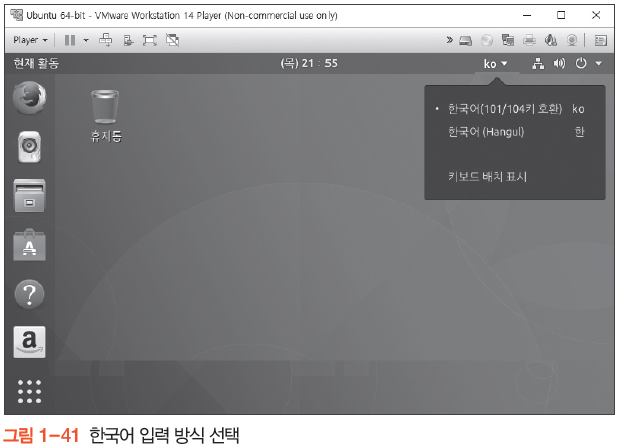 Ubuntu 64-bit - VMware Workstation 14 Player (Non-commercial use only)
Player
현재 활동
(목) 21 : 55
ko
휴지통
한국어(101/104키 호환) ko
한국어 (Hangul) 한
키보드 배치 표시
그림 1-41 한국어 입력 방식 선택